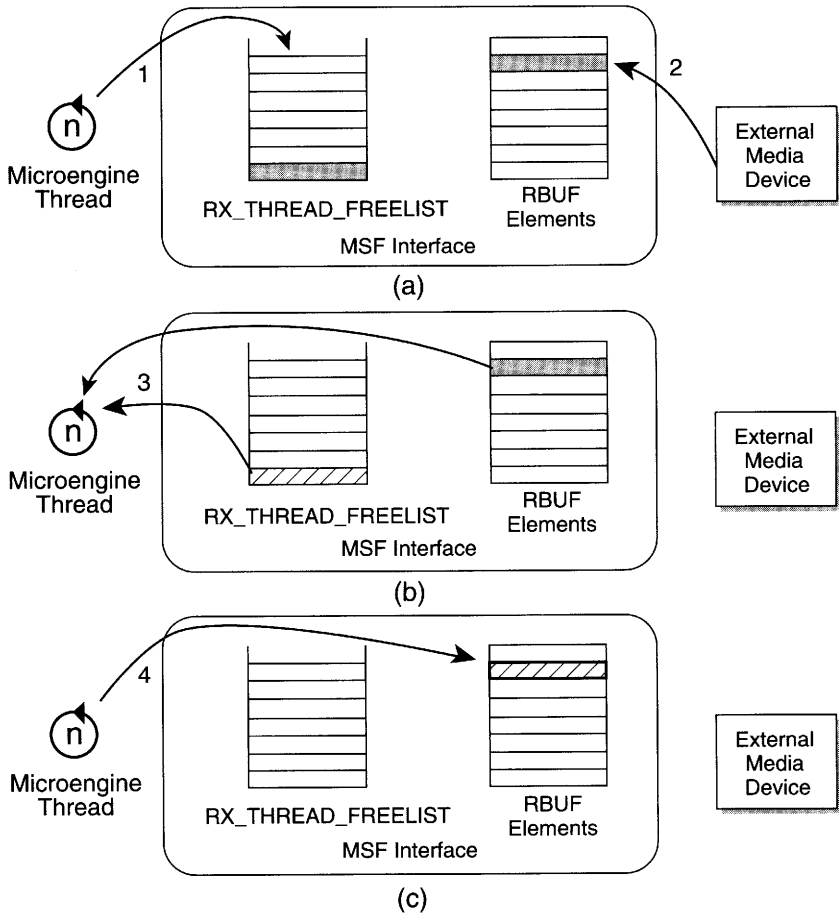 1
2
n
Microengine
Thread
RX_THREAD_FREELIST
RBUF
Elements
MSF Interface
External
Media
Device
(a)
3
n
Microengine
Thread
RX_THREAD_FREELIST
RBUF
Elements
MSF Interface
External
Media
Device
(b)
4
n
Microengine
Thread
RX_THREAD_FREELIST
RBUF
Elements
MSF Interface
External
Media
Device
(c)